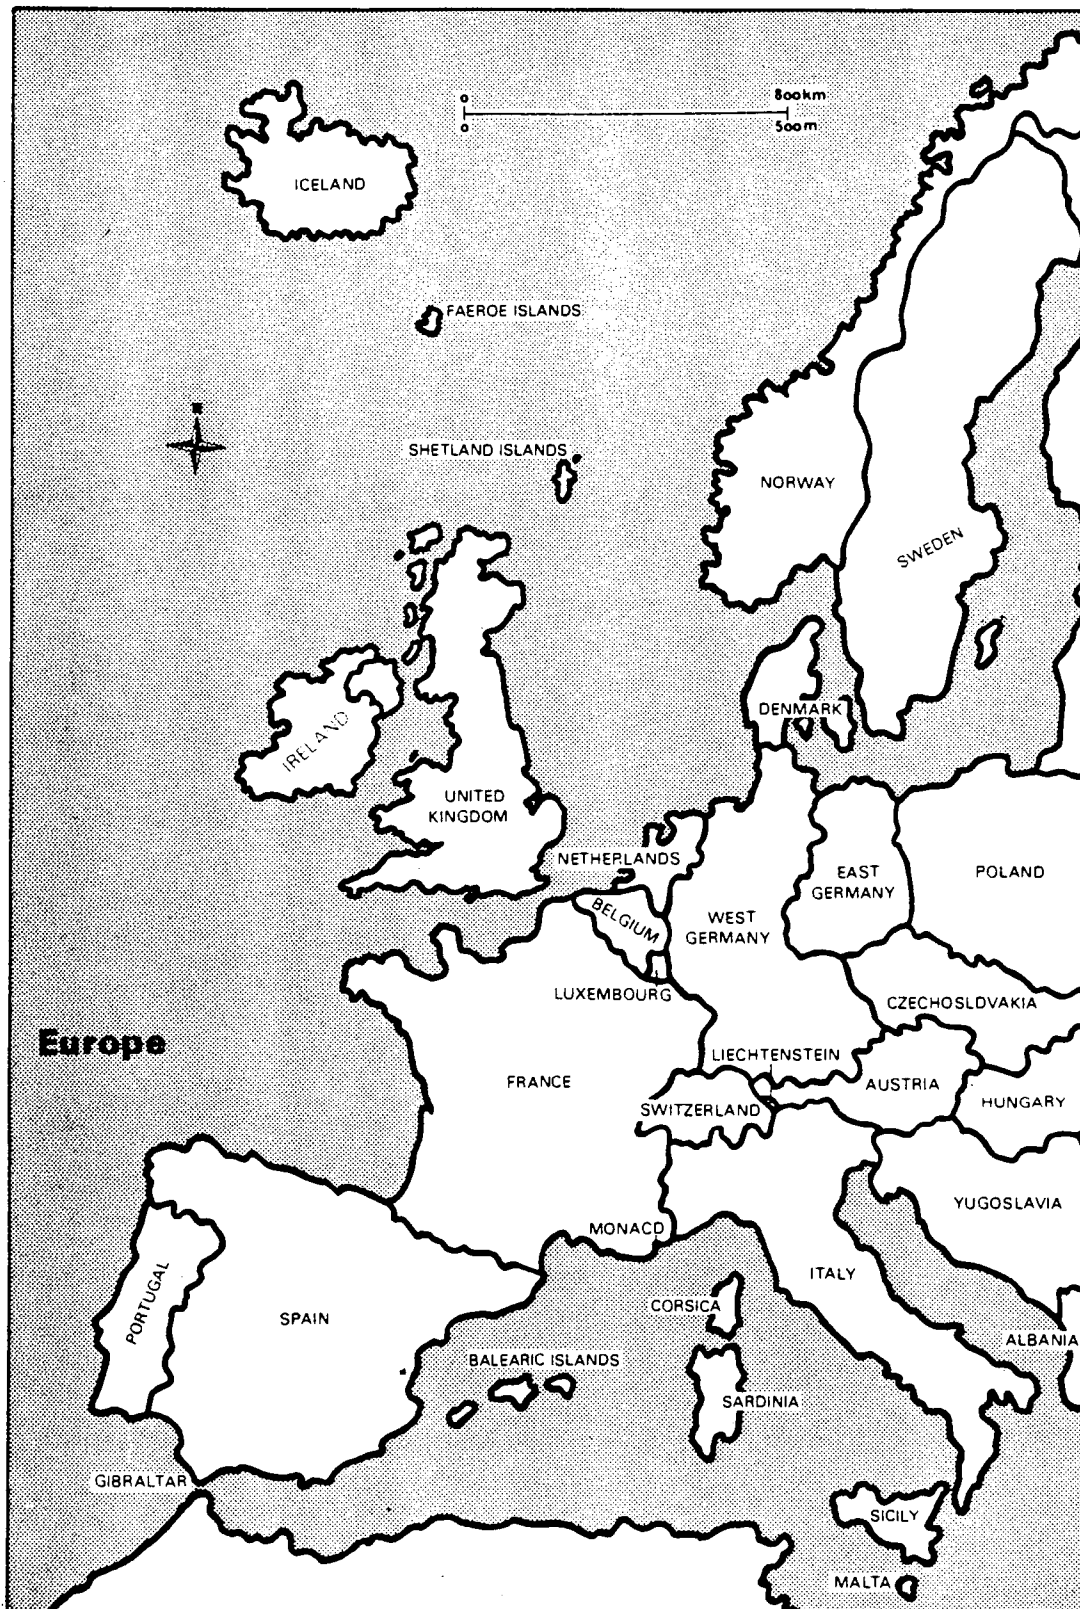 0 800km
0 500m
ICELAND
FAEROE ISLANDS
N
SHETLAND ISLANDS
NORWAY
SWEDEN
DENMARK
IRELAND
UNITED
KINGDOM
NETHERLANDS
EAST
GERMANY
POLAND
BELGIUM
WEST
GERMANY
LUXEMBOURG
CZECHOSLOVAKIA
Europe
LIECHTENSTEIN
FRANCE
AUSTRIA
SWITZERLAND
HUNGARY
YUGOSLAVIA
MONACO
ITALY
PORTUGAL
SPAIN
CORSICA
ALBANIA
BALEARIC ISLANDS
SARDINIA
GIBRALTAR
SICILY
MALTA